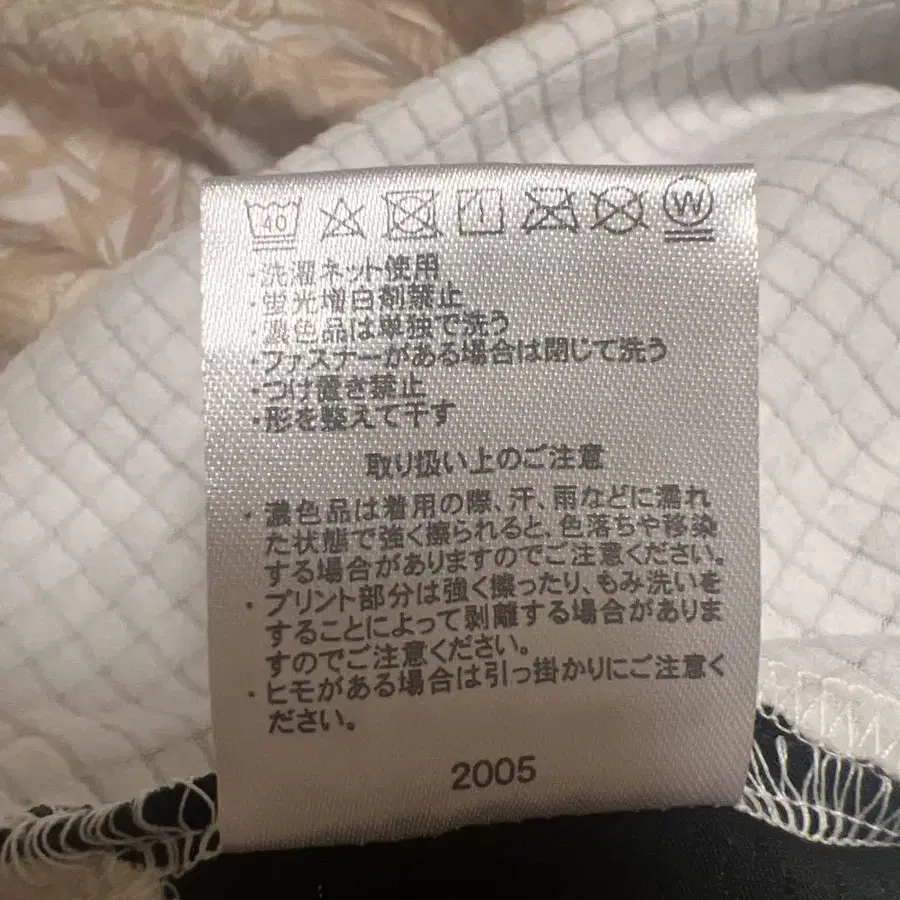 40 W
・洗濯ネット使用
・蛍光増白剤禁止
・濃色品は単独で洗う
・ファスナーがある場合は閉じて洗う
・つけ置き禁止
・形を整えて干す
取り扱い上のご注意
・濃色品は着用の際、汗、雨などに濡れ
た状態で強く擦られると、色落ちや移染
する場合がありますのでご注意ください。
・プリント部分は強く擦ったり、もみ洗いを
することによって剥離する場合がありま
すのでご注意ください。
・ヒモがある場合は引っ掛かりにご注意く
ださい。
2005